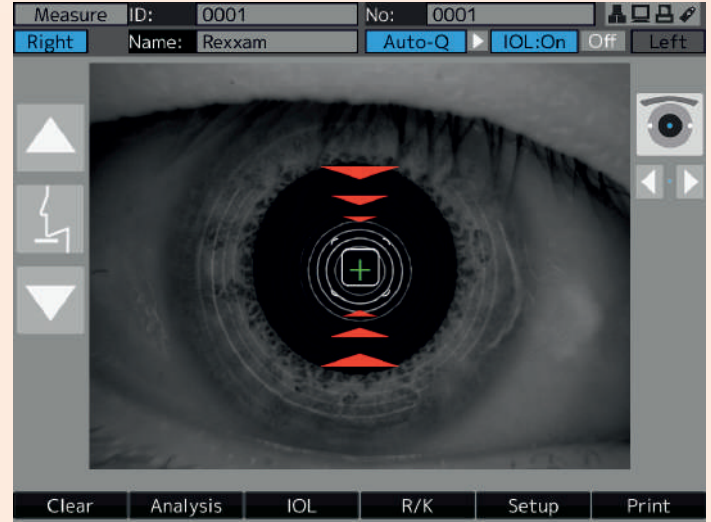 Measure ID: 0001 No: 0001
Right Name: Rexxam Auto-Q IOL:On Off Left
Clear Analysis IOL R/K Setup Print